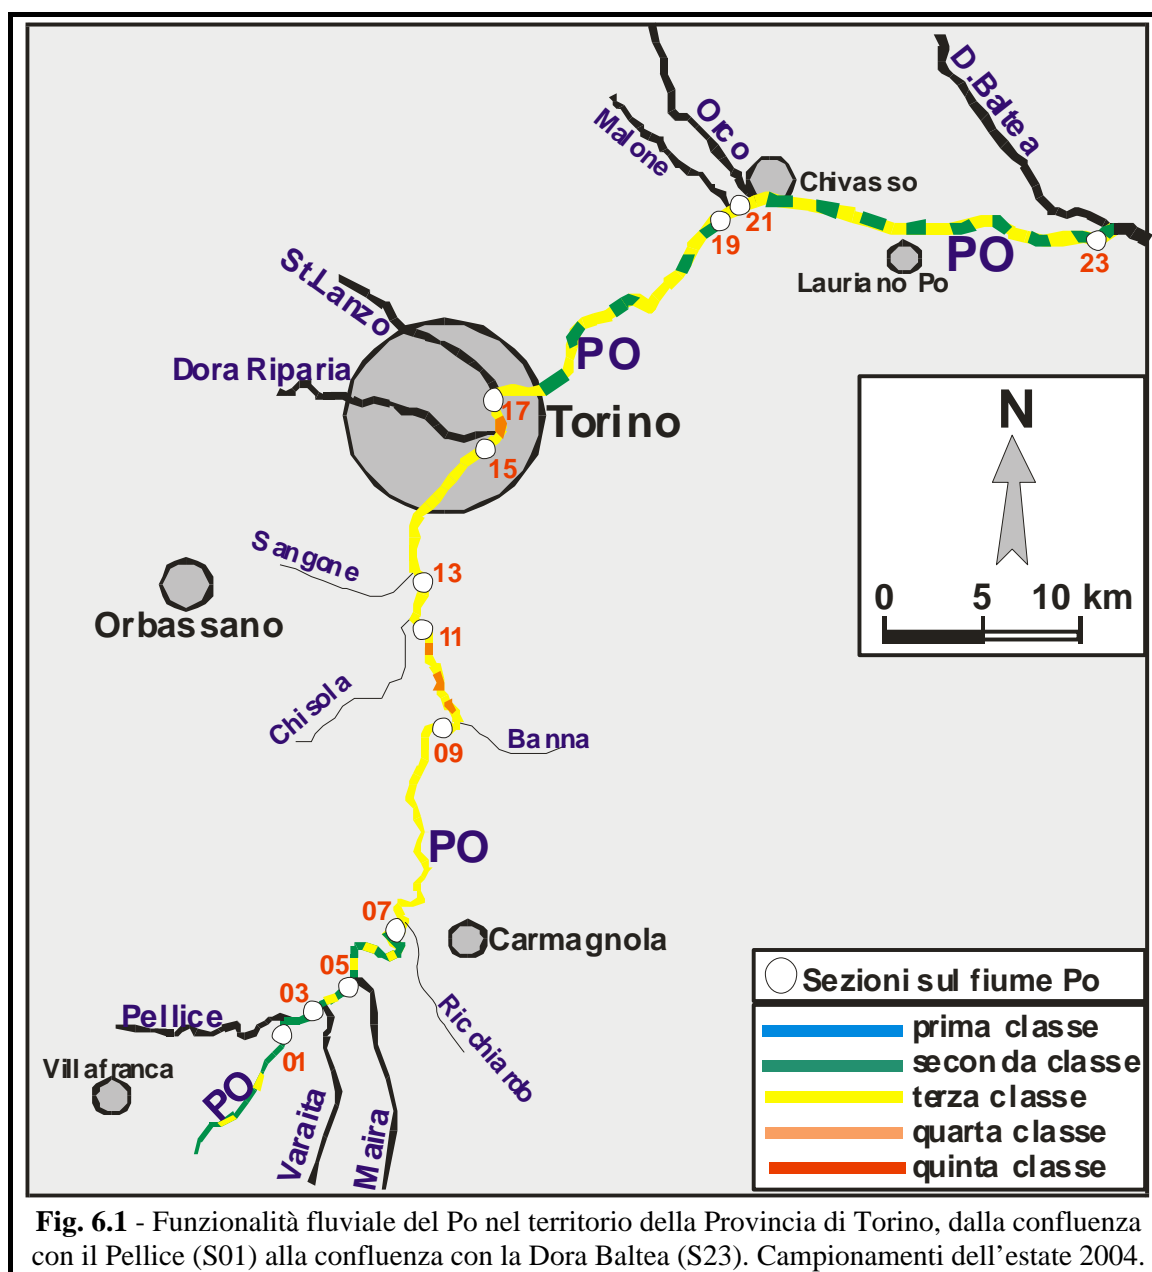 D.Baltea
Orco
Malone
Chivasso
21
19
PO
23
Lauriano Po
St.Lanzo
PO
Dora Riparia
17
Torino
15
N
Sangone
13
0 5 10 km
Orbassano
11
Chisola
Banna
09
PO
07
Carmagnola
05
03
Pellice
Ricchiardo
01
Villafranca
PO
Varaita
Maira
Sezioni sul fiume Po
prima classe
seconda classe
terza classe
quarta classe
quinta classe
Fig. 6.1 - Funzionalità fluviale del Po nel territorio della Provincia di Torino, dalla confluenza
con il Pellice (S01) alla confluenza con la Dora Baltea (S23). Campionamenti dell'estate 2004.